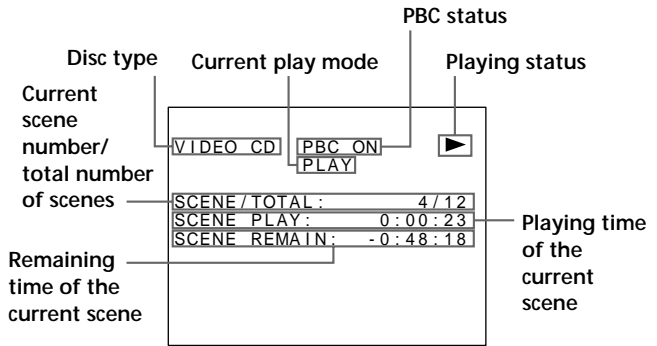 PBC status
Disc type
Current play mode
Playing status
Current
scene
number/
total number
of scenes
VIDEO CD
PBC ON
PLAY
SCENE/TOTAL: 4/12
SCENE PLAY: 0:00:23
SCENE REMAIN: -0:48:18
Playing time
of the
current
scene
Remaining
time of the
current scene